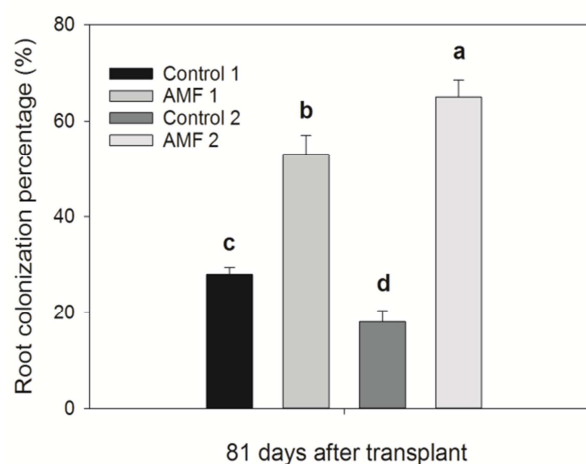 Root colonization percentage (%)
80
60
40
20
0
Control 1
AMF 1
Control 2
AMF 2
c
b
d
a
81 days after transplant